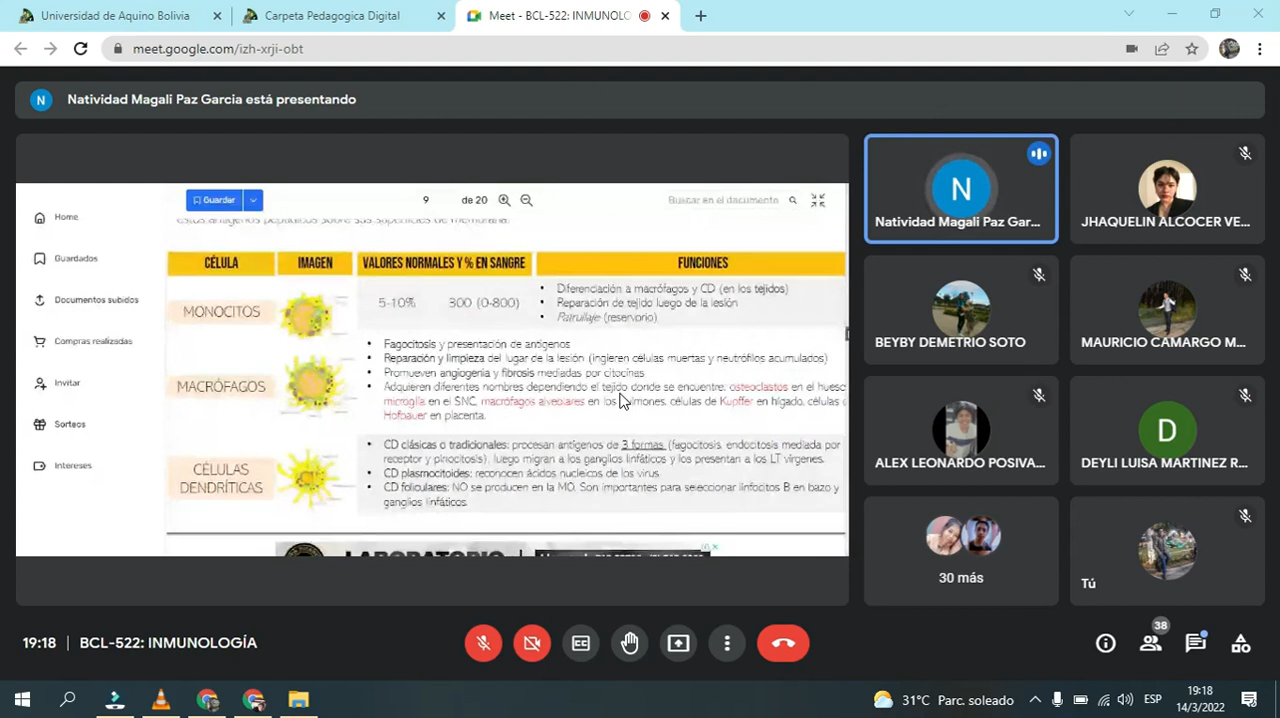 Universidad de Aquino Bolivia
Carpeta Pedagogica Digital
Meet - BCL-522: INMUNOLO
meet.google.com/izh-xrji-obt
N
Natividad Magali Paz Garcia está presentando
Guardar
9 de 20
Buscar en el documento
Home
Guardados
Documentos subidos
Compras realizadas
Invitar
Sorteos
Intereses
estos antígenos peptídicos sobre sus superficies de membrana.
CÉLULA IMAGEN VALORES NORMALES Y % EN SANGRE FUNCIONES
MONOCITOS
5-10% 300 (0-800)
• Diferenciación a macrófagos y CD (en los tejidos)
• Reparación de tejido luego de la lesión
• Patrullaje (reservorio).
MACRÓFAGOS
• Fagocitosis y presentación de antígenos
• Reparación y limpieza del lugar de la lesión (ingieren células muertas y neutrófilos acumulados)
• Promueven angiogenia y fibrosis mediadas por citocinas
• Adquieren diferentes nombres dependiendo el tejido donde se encuentre: osteoclastos en el hueso
microglia en el SNC, macrófagos alveolares en los pulmones, células de Kupffer en hígado, células
Hofbauer en placenta.
CÉLULAS
DENDRÍTICAS
• CD clásicas o tradicionales: procesan antígenos de 3 formas (fagocitosis, endocitosis mediada por
receptor y pinocitosis), luego migran a los ganglios linfáticos y los presentan a los LT vírgenes.
• CD plasmocitoides: reconocen ácidos nucleicos de los virus
• CD foliculares: NO se producen en la MO. Son importantes para seleccionar linfocitos B en bazo y
ganglios linfáticos.
LABORATORIO
N
Natividad Magali Paz Gar...
JHAQUELIN ALCOCER VE...
BEYBY DEMETRIO SOTO
MAURICIO CAMARGO M...
ALEX LEONARDO POSIVA...
D
DEYLI LUISA MARTINEZ R...
30 más
Tú
19:18 | BCL-522: INMUNOLOGÍA
38
31°C Parc. soleado
ESP
19:18
14/3/2022